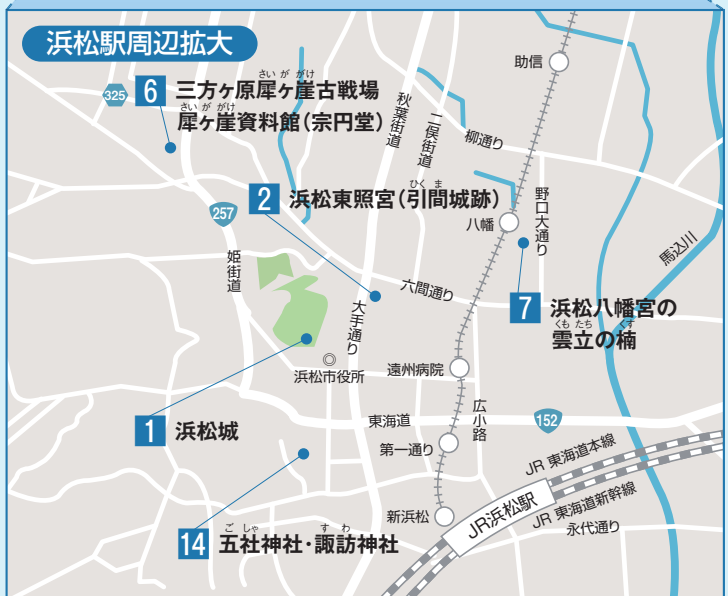 浜松駅周辺拡大
325
さいががけ
6 三方ヶ原犀ヶ崖古戦場
さいががけ
犀ヶ崖資料館（宗円堂）
秋葉街道
二俣街道
助信
柳通り
ひくま
2 浜松東照宮（引間城跡）
257
八幡
野口大通り
馬込川
姫街道
六間通り
7 浜松八幡宮の
くもたち くす
雲立の楠
大手通り
浜松市役所
遠州病院
1 浜松城
東海道
広小路
152
第一通り
JR 東海道本線
新浜松
JR浜松駅
JR 東海道新幹線
永代通り
ごしゃ すわ
14 五社神社・諏訪神社